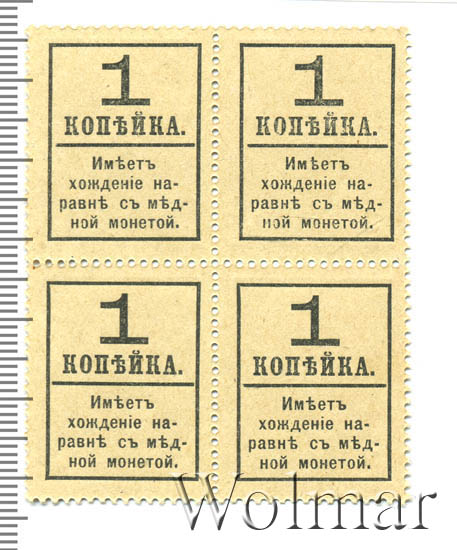 1
КОПѢЙКА.
Имѣетъ
хожденіе на-
равнѣ съ мѣд-
ной монетой.
1
КОПѢЙКА.
Имѣетъ
хожденіе на-
равнѣ съ мѣд-
ной монетой.
1
КОПѢЙКА.
Имѣетъ
хожденіе на-
равнѣ съ мѣд-
ной монетой.
1
КОПѢЙКА.
Имѣетъ
хожденіе на-
равнѣ съ мѣд-
ной монетой.
Wolmar